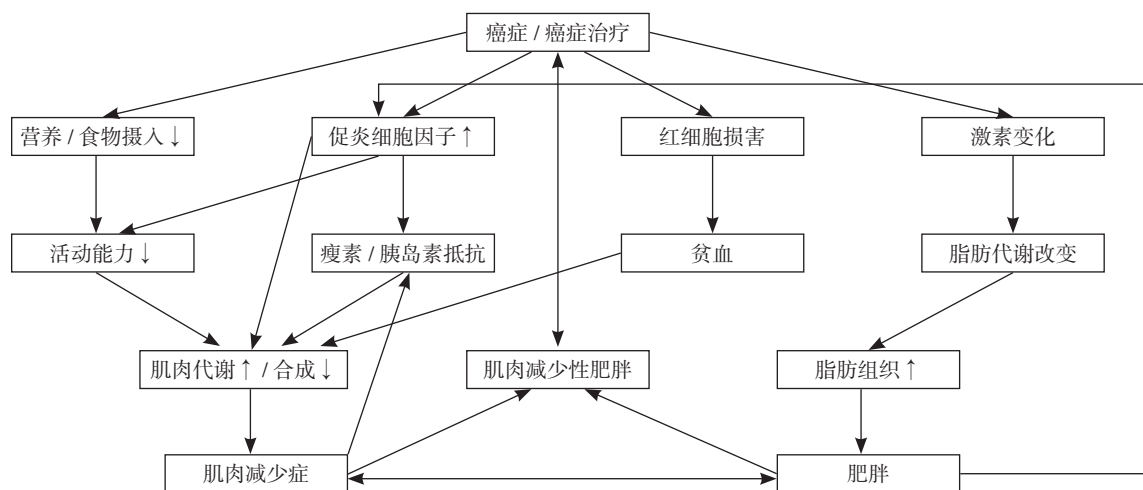 癌症 / 癌症治疗
营养 / 食物摄入↓
促炎细胞因子↑
红细胞损害
激素变化
活动能力↓
瘦素 / 胰岛素抵抗
贫血
脂肪代谢改变
肌肉代谢↑ / 合成↓
肌肉减少性肥胖
脂肪组织↑
肌肉减少症
肥胖